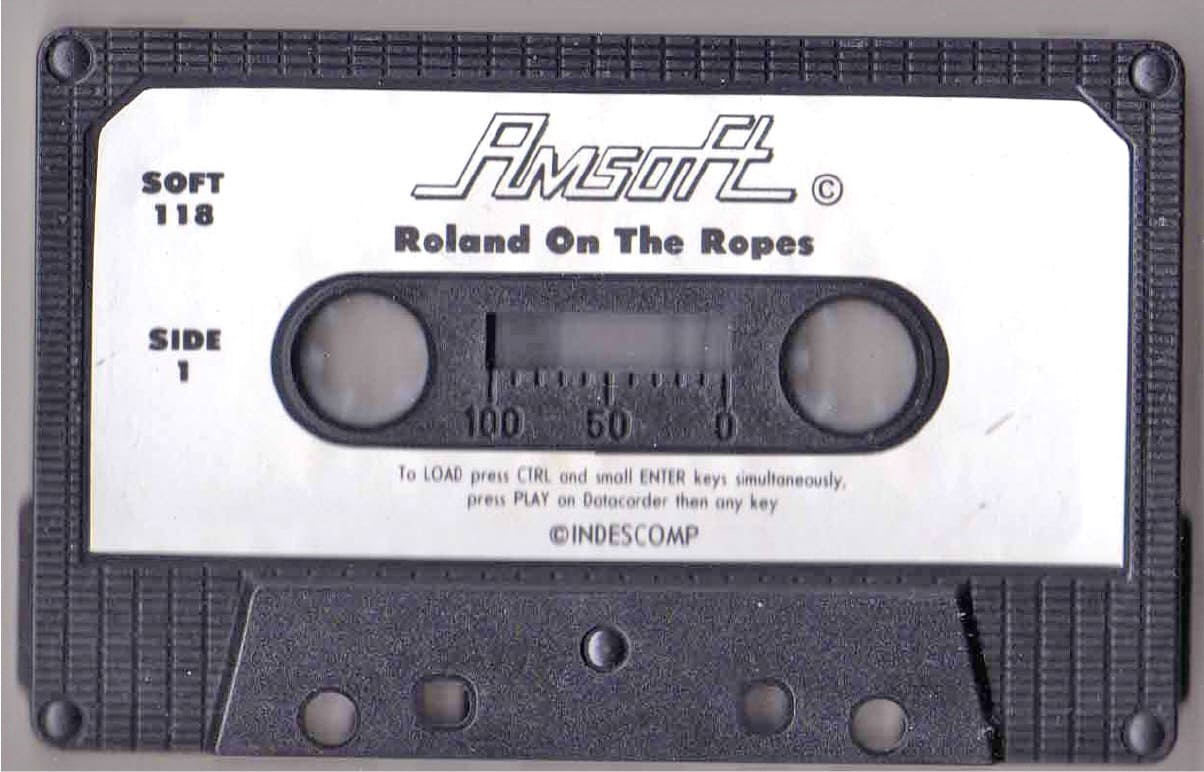 Amsoft ©
SOFT
118
Roland On The Ropes
SIDE
1
100 50 0
To LOAD press CTRL and small ENTER keys simultaneously,
press PLAY on Datacorder then any key
©INDESCOMP